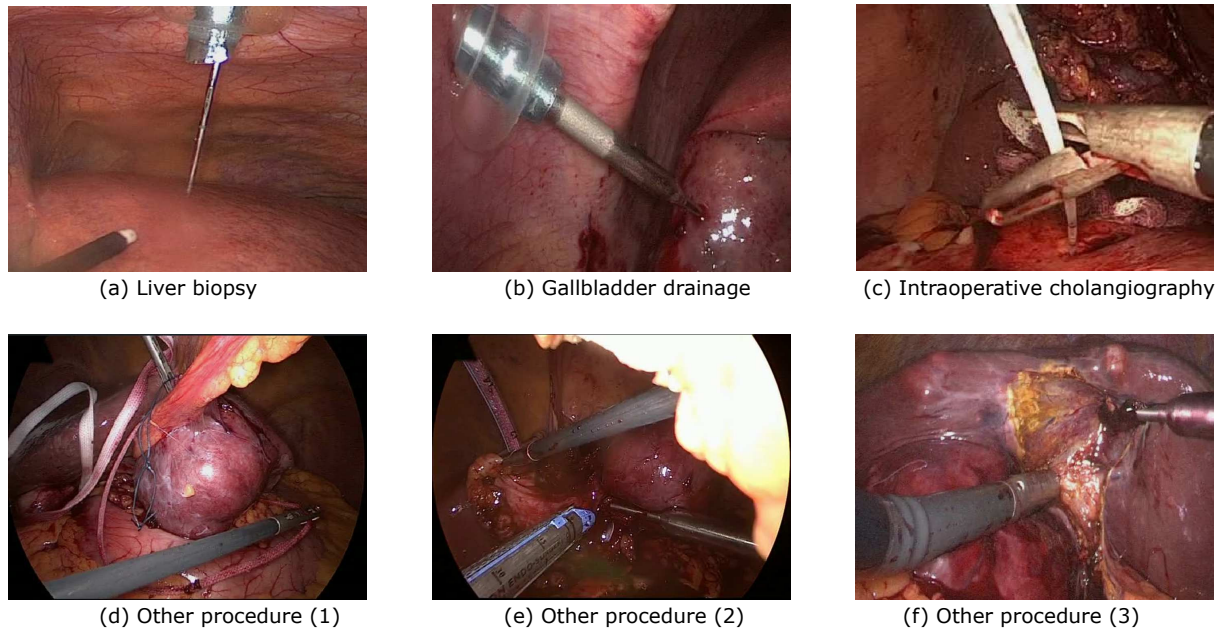 (a) Liver biopsy
(b) Gallbladder drainage
(c) Intraoperative cholangiography
(d) Other procedure (1)
(e) Other procedure (2)
(f) Other procedure (3)